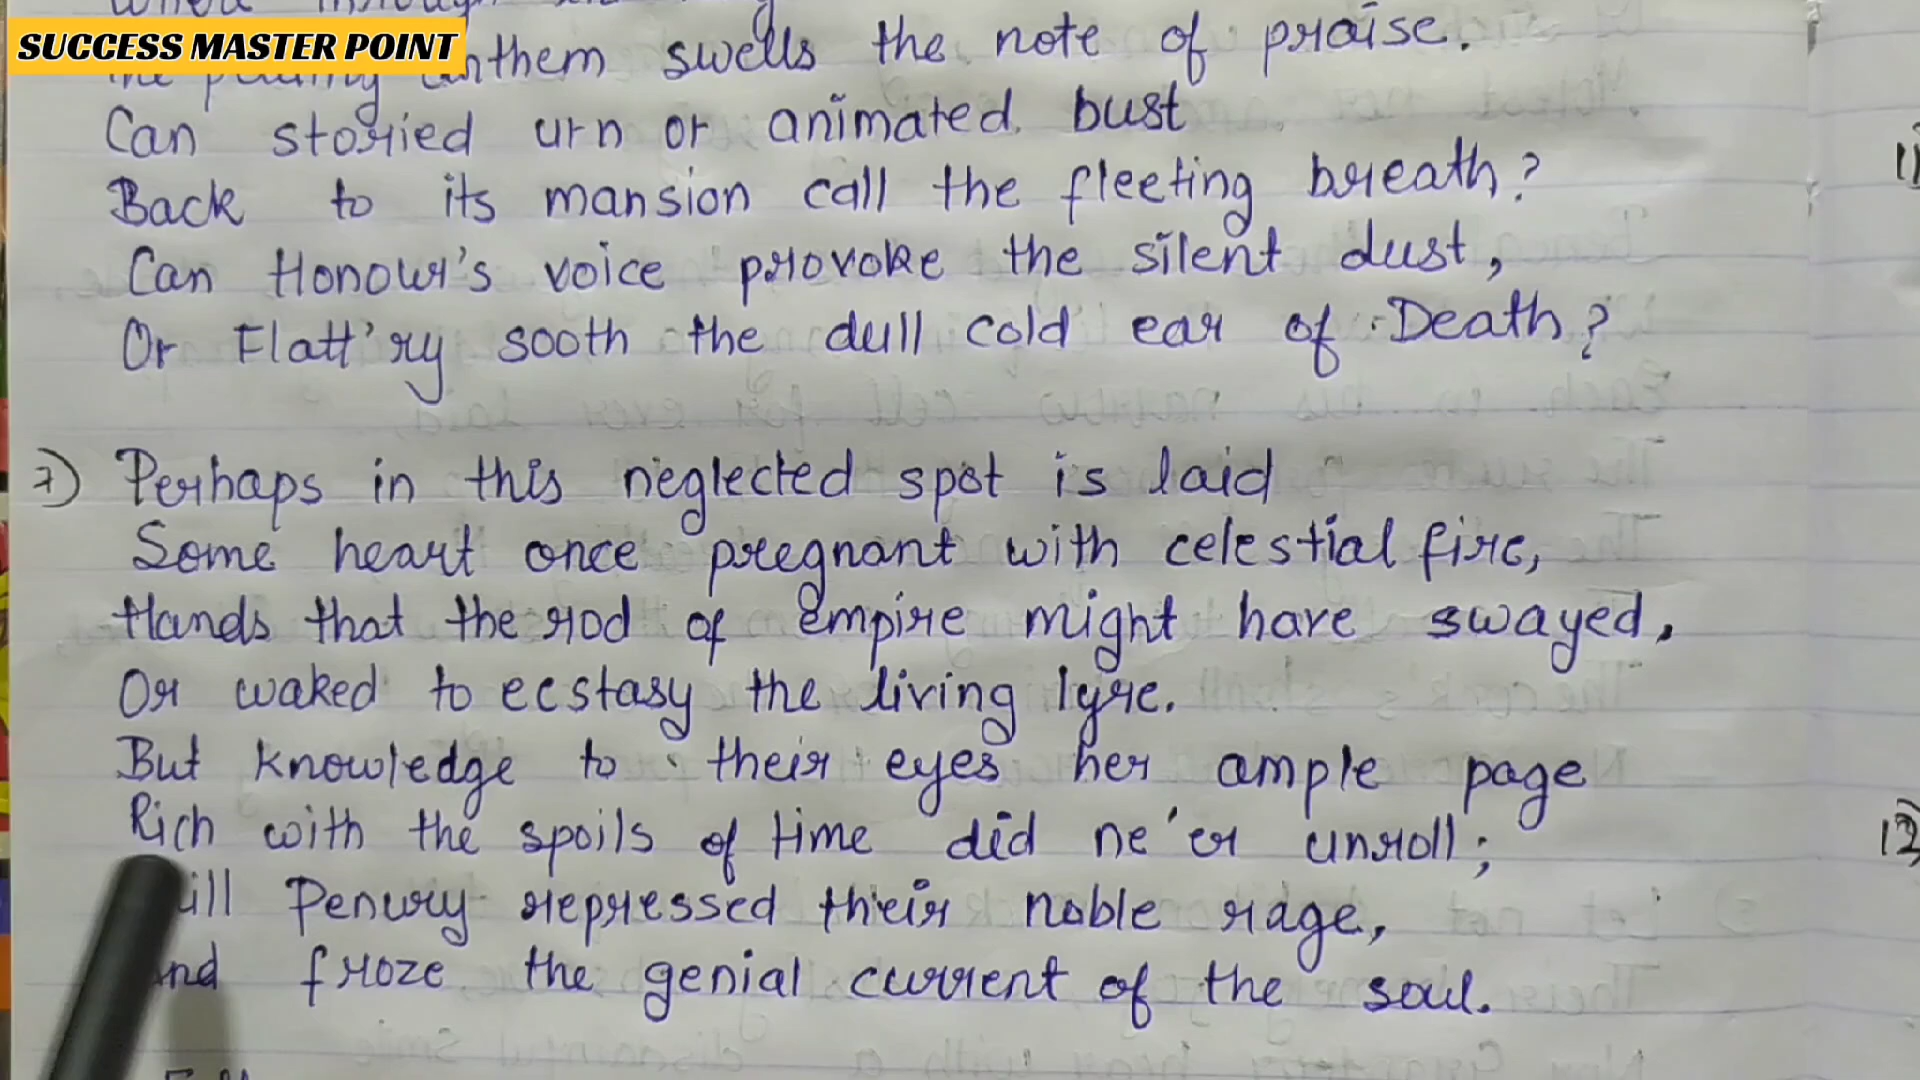 SUCCESS MASTER POINT
anthem swells the note of praise.
Can storied urn or animated bust
Back to its mansion call the fleeting breath?
Can Honour's voice provoke the silent dust,
Or Flatt'ry sooth the dull cold ear of Death?
7) Perhaps in this neglected spot is laid
Some heart once pregnant with celestial fire,
Hands that the rod of empire might have swayed,
Or waked to ecstasy the living lyre.
But knowledge to their eyes her ample page
Rich with the spoils of time did ne'er unroll;
ill Penury repressed their noble rage,
And froze the genial current of the soul.
11)
12)